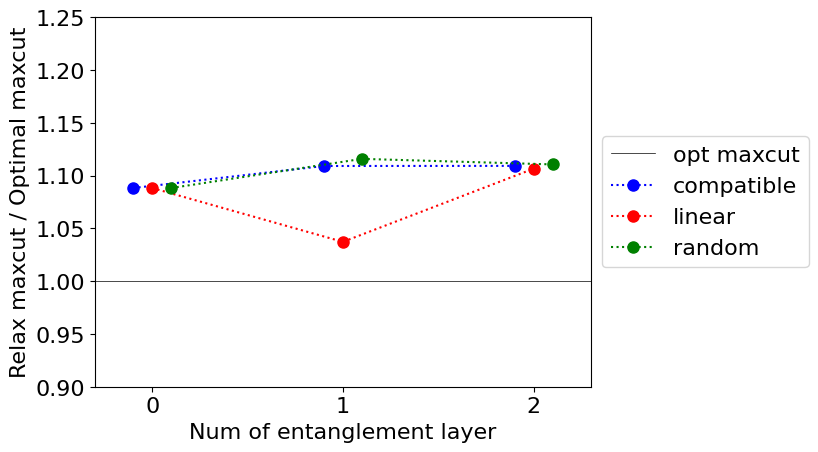 Relax maxcut / Optimal maxcut
1.25
1.20
1.15
1.10
1.05
1.00
0.95
0.90
0 1 2
Num of entanglement layer
opt maxcut
compatible
linear
random